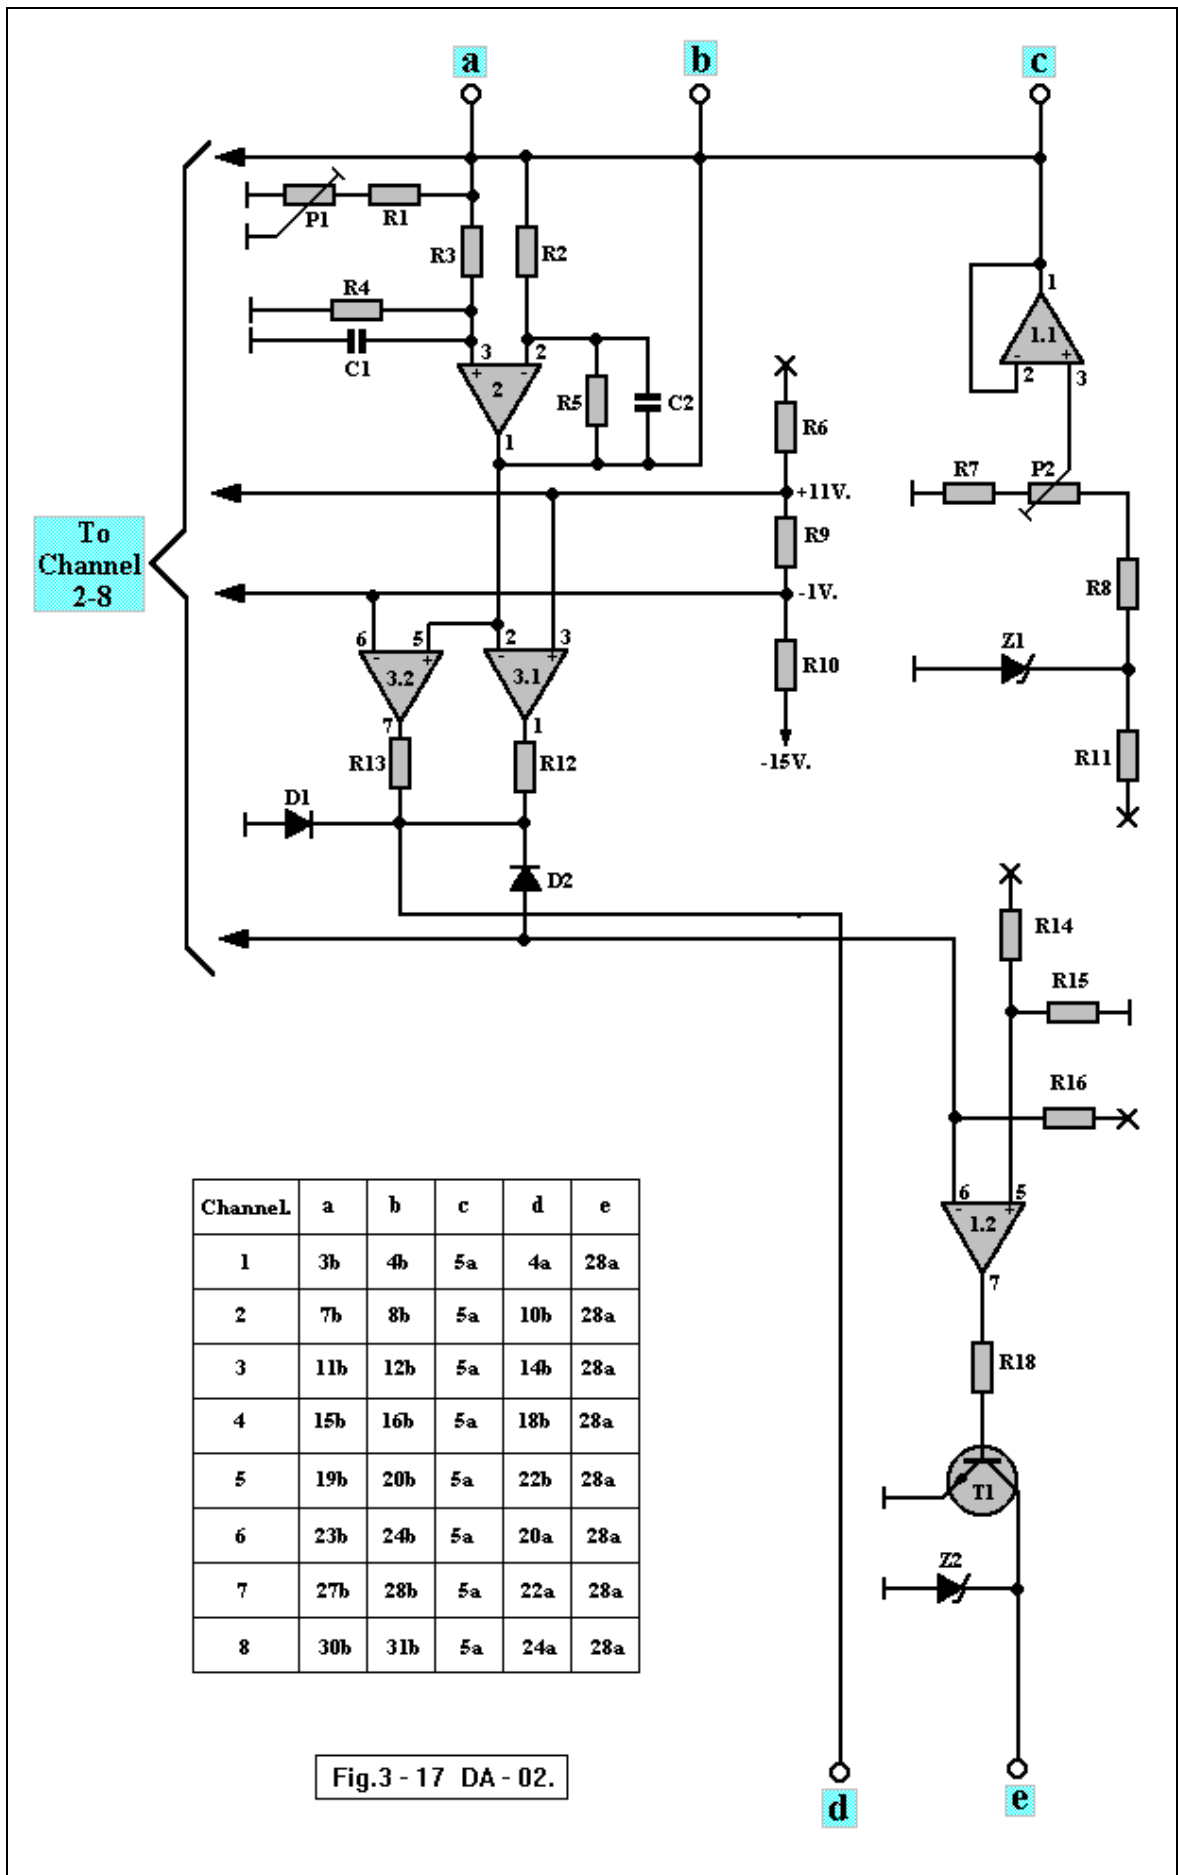 a b c
P1 R1
R3 R2
R4
C1
3 2
+ -
2
1
R5 C2
R6
1
1.1
- +
2 3
R7 P2
+11V.
R9
-1V.
R8
To
Channel
2-8
6 5 2 3
- + - +
3.2 3.1
7 1
R10
Z1
R13 R12
-15V.
R11
D1
D2
R14
R15
R16
6 5
- +
1.2
7
R18
T1
Z2
Channel. a b c d e
1 3b 4b 5a 4a 28a
2 7b 8b 5a 10b 28a
3 11b 12b 5a 14b 28a
4 15b 16b 5a 18b 28a
5 19b 20b 5a 22b 28a
6 23b 24b 5a 20a 28a
7 27b 28b 5a 22a 28a
8 30b 31b 5a 24a 28a
Fig.3 - 17 DA - 02.
d e